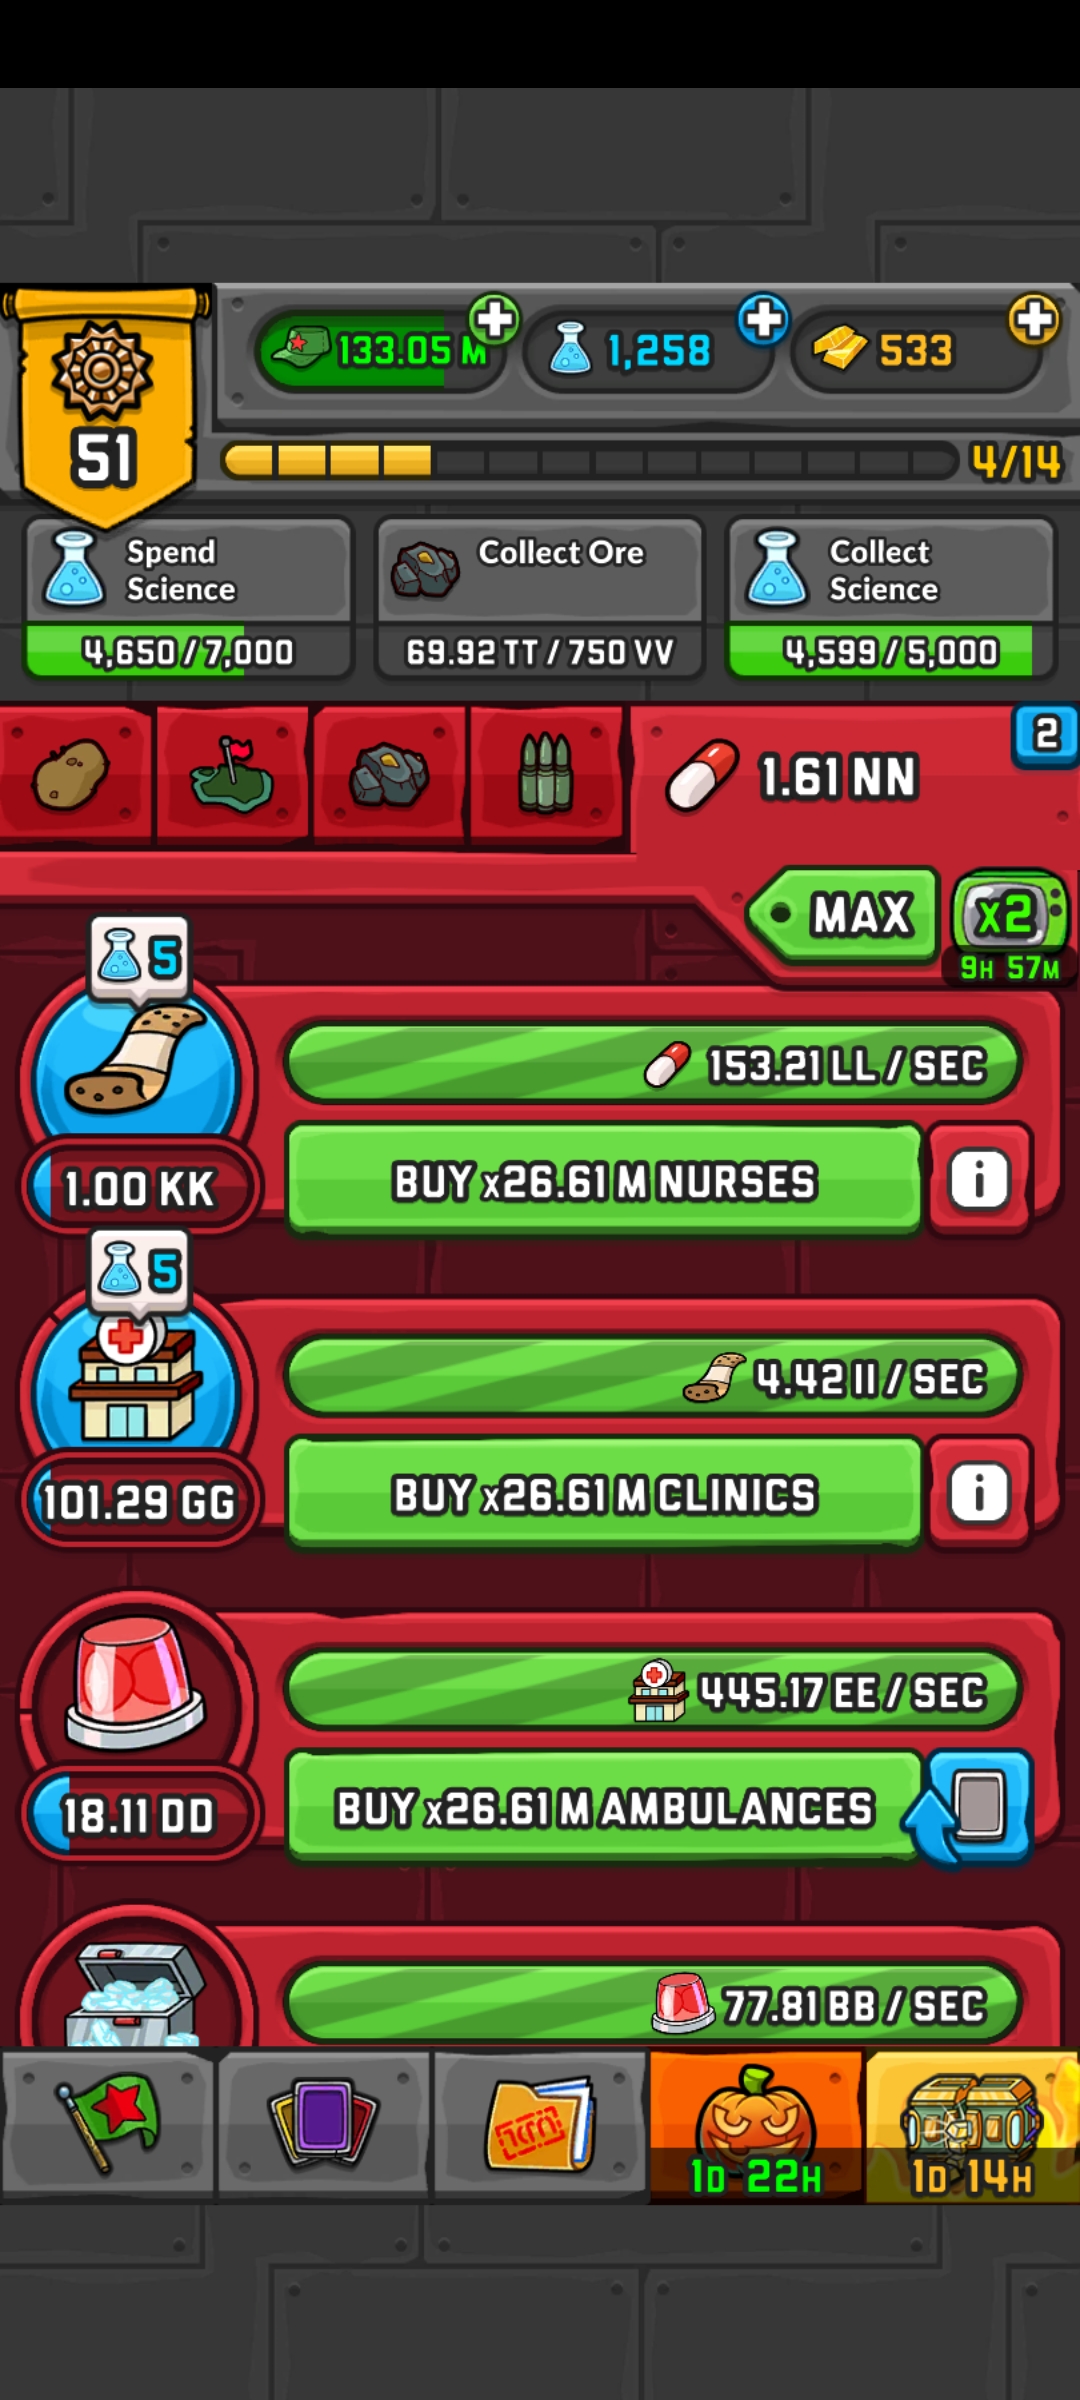 51
133.05 M
1,258
533
4/14
Spend
Science
4,650 / 7,000
Collect Ore
69.92 TT / 750 VV
Collect
Science
4,599 / 5,000
1.61 NN
2
MAX
x2
9H 57M
5
153.21 LL / SEC
1.00 KK
BUY x26.61 M NURSES
i
5
4.42 II / SEC
101.29 GG
BUY x26.61 M CLINICS
i
445.17 EE / SEC
18.11 DD
BUY x26.61 M AMBULANCES
77.81 BB / SEC
1D 22H
1D 14H